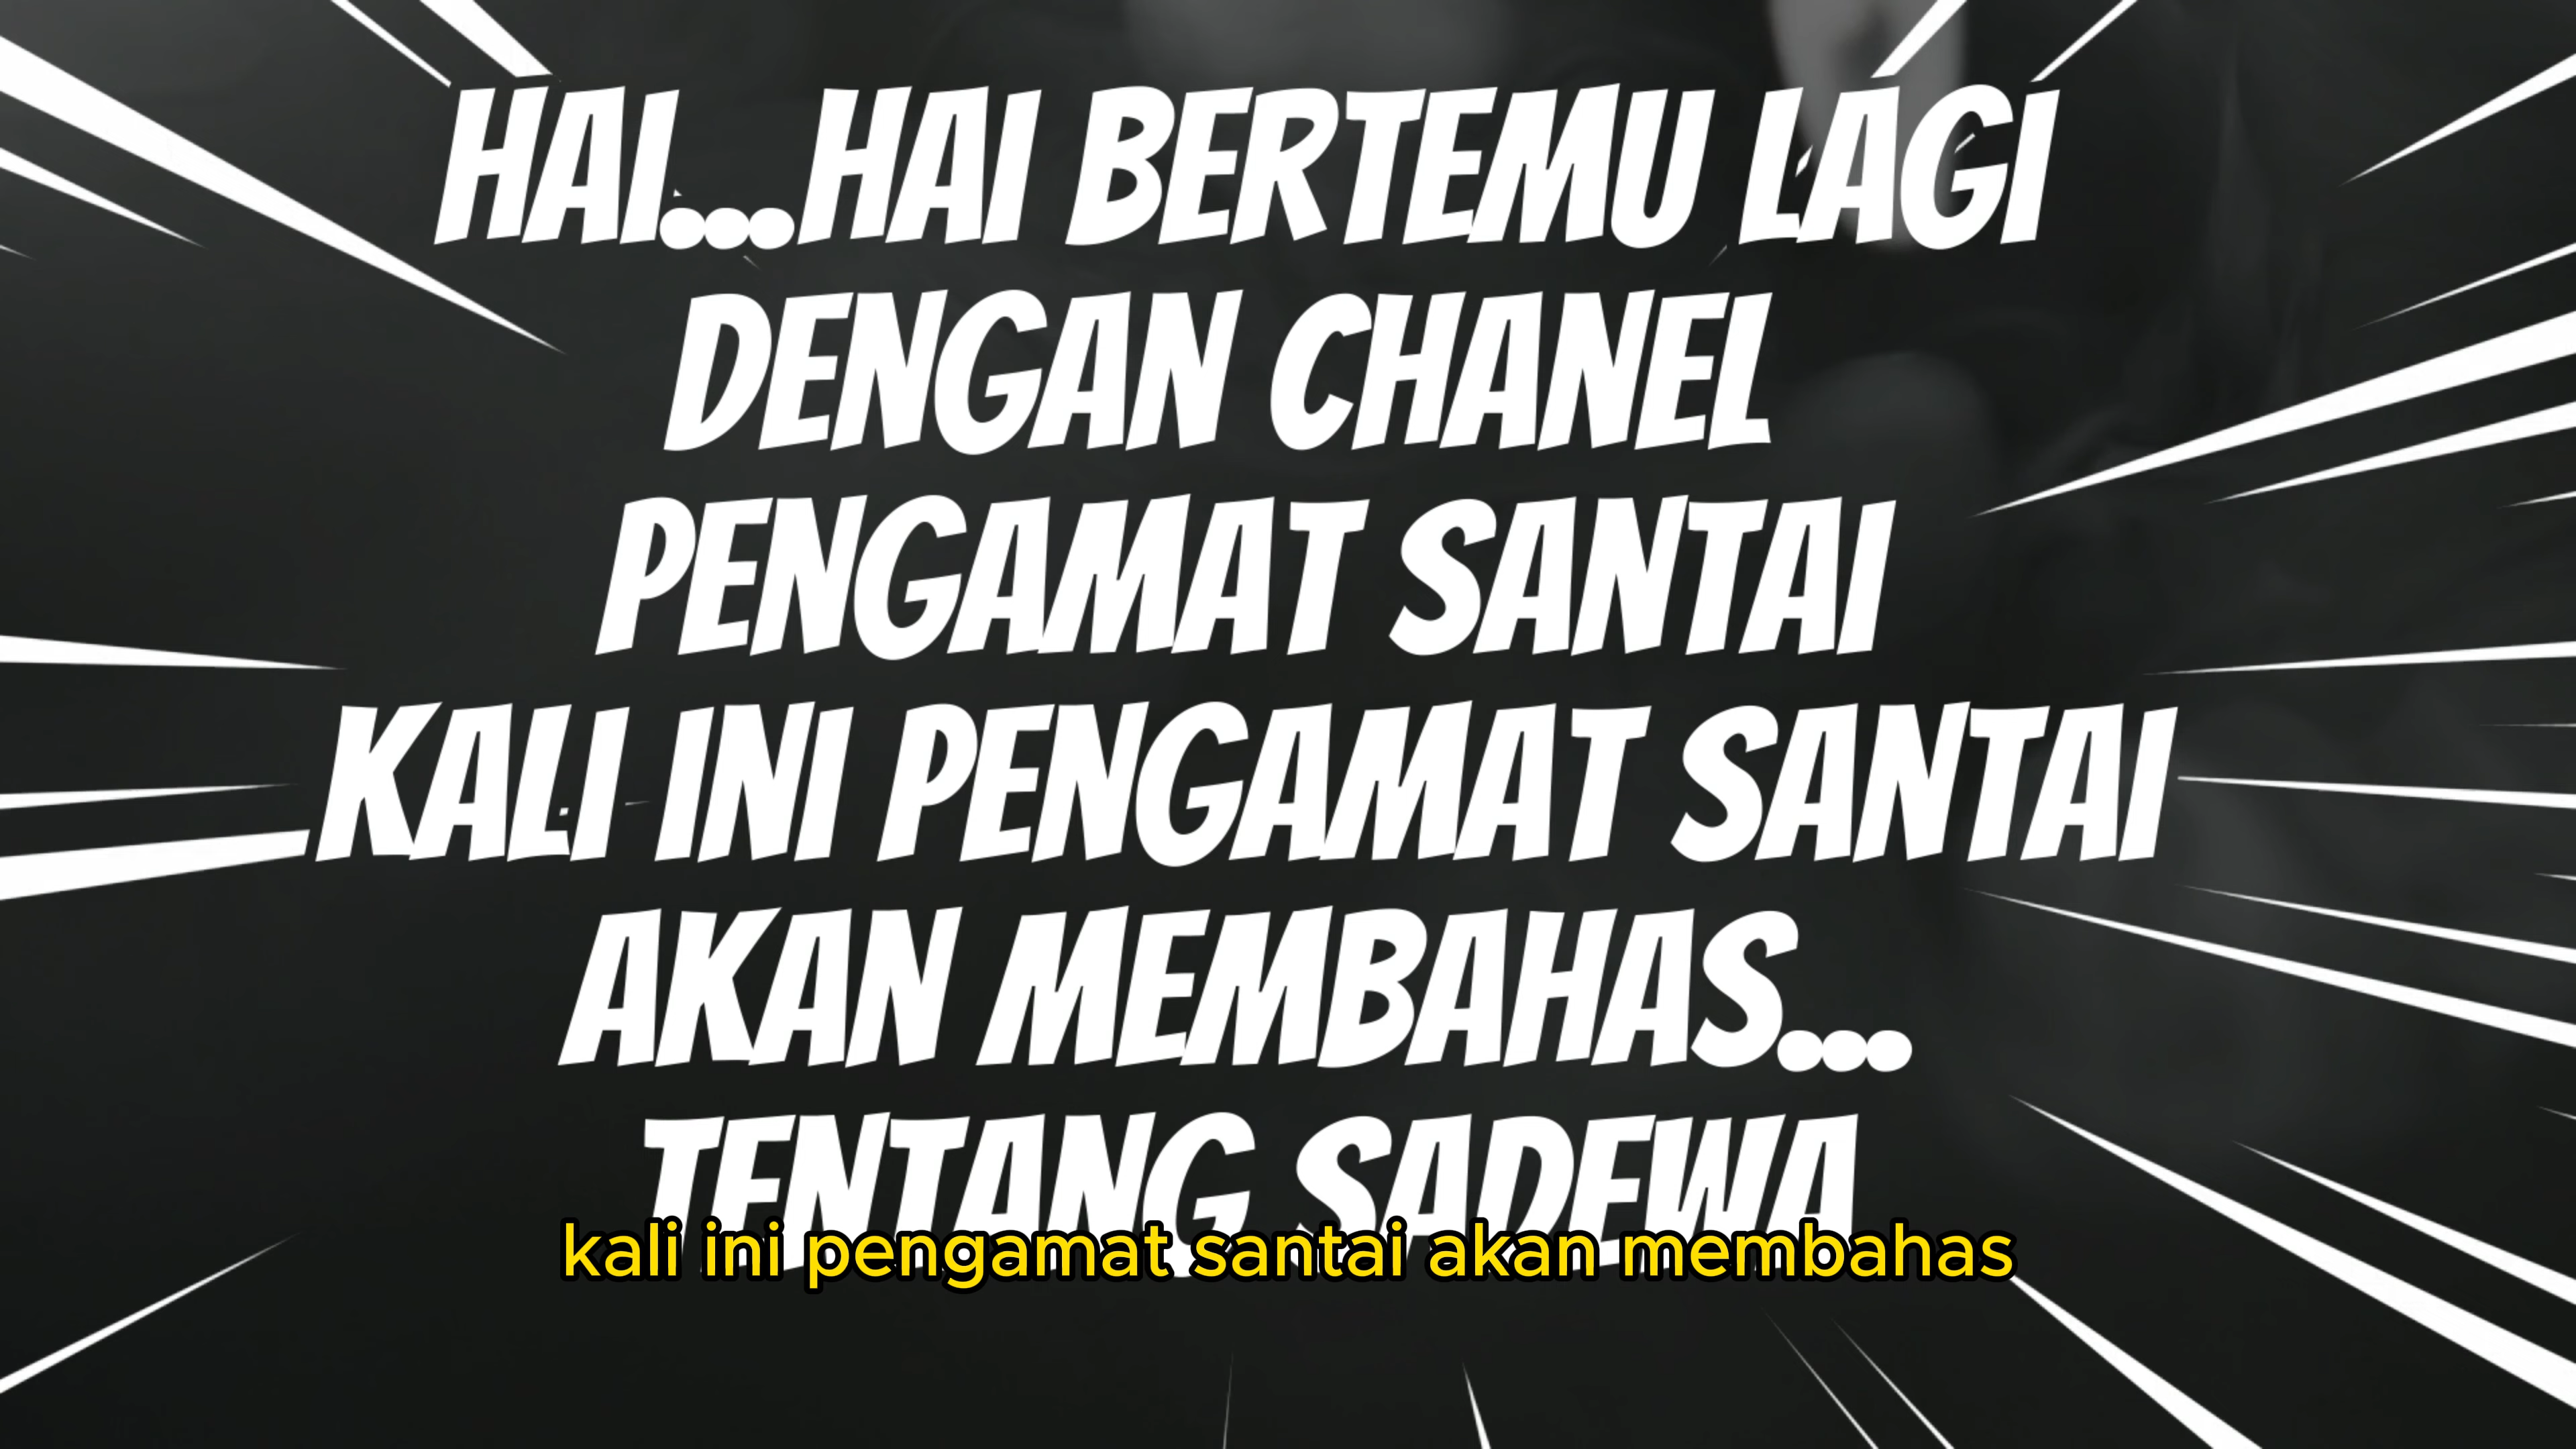 HAI...HAI BERTEMU LAGI
DENGAN CHANEL
PENGAMAT SANTAI
KALI INI PENGAMAT SANTAI
AKAN MEMBAHAS...
TENTANG SADEWA
kali ini pengamat santai akan membahas